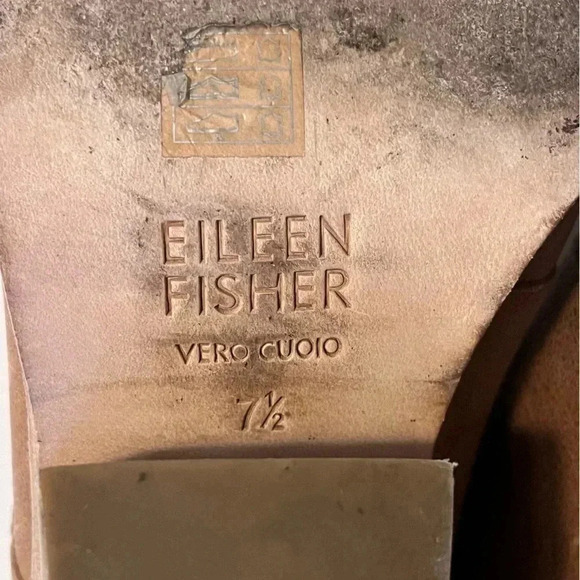 EILEEN
FISHER
VERO CUOIO
7½